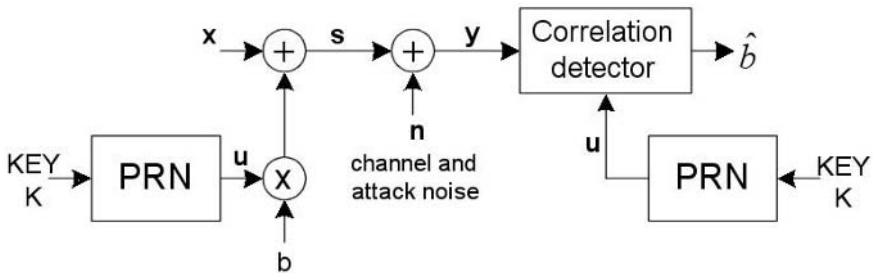 x
+
s
+
y
Correlation
detector
b̂
n
channel and
attack noise
KEY
K
PRN
u
X
b
u
PRN
KEY
K